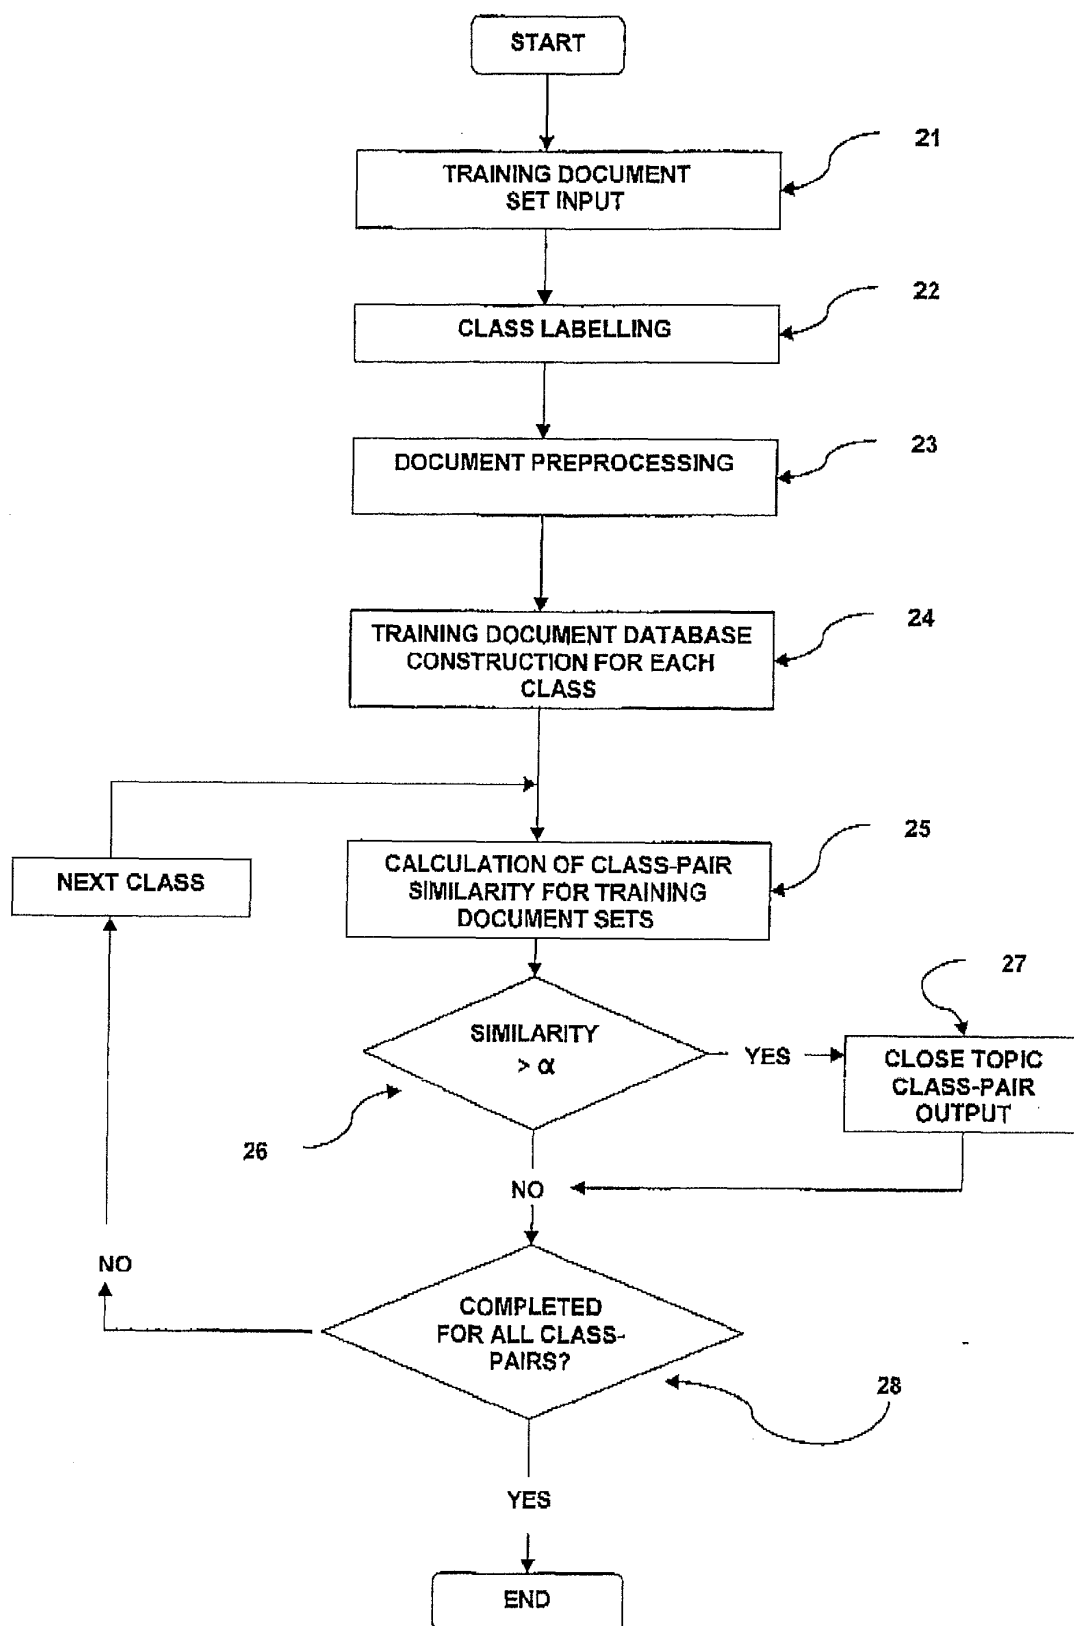 START
21
TRAINING DOCUMENT
SET INPUT
22
CLASS LABELLING
23
DOCUMENT PREPROCESSING
24
TRAINING DOCUMENT DATABASE
CONSTRUCTION FOR EACH
CLASS
25
CALCULATION OF CLASS-PAIR
SIMILARITY FOR TRAINING
DOCUMENT SETS
NEXT CLASS
27
SIMILARITY
> α
YES
CLOSE TOPIC
CLASS-PAIR
OUTPUT
26
NO
NO
COMPLETED
FOR ALL CLASS-
PAIRS?
28
YES
END